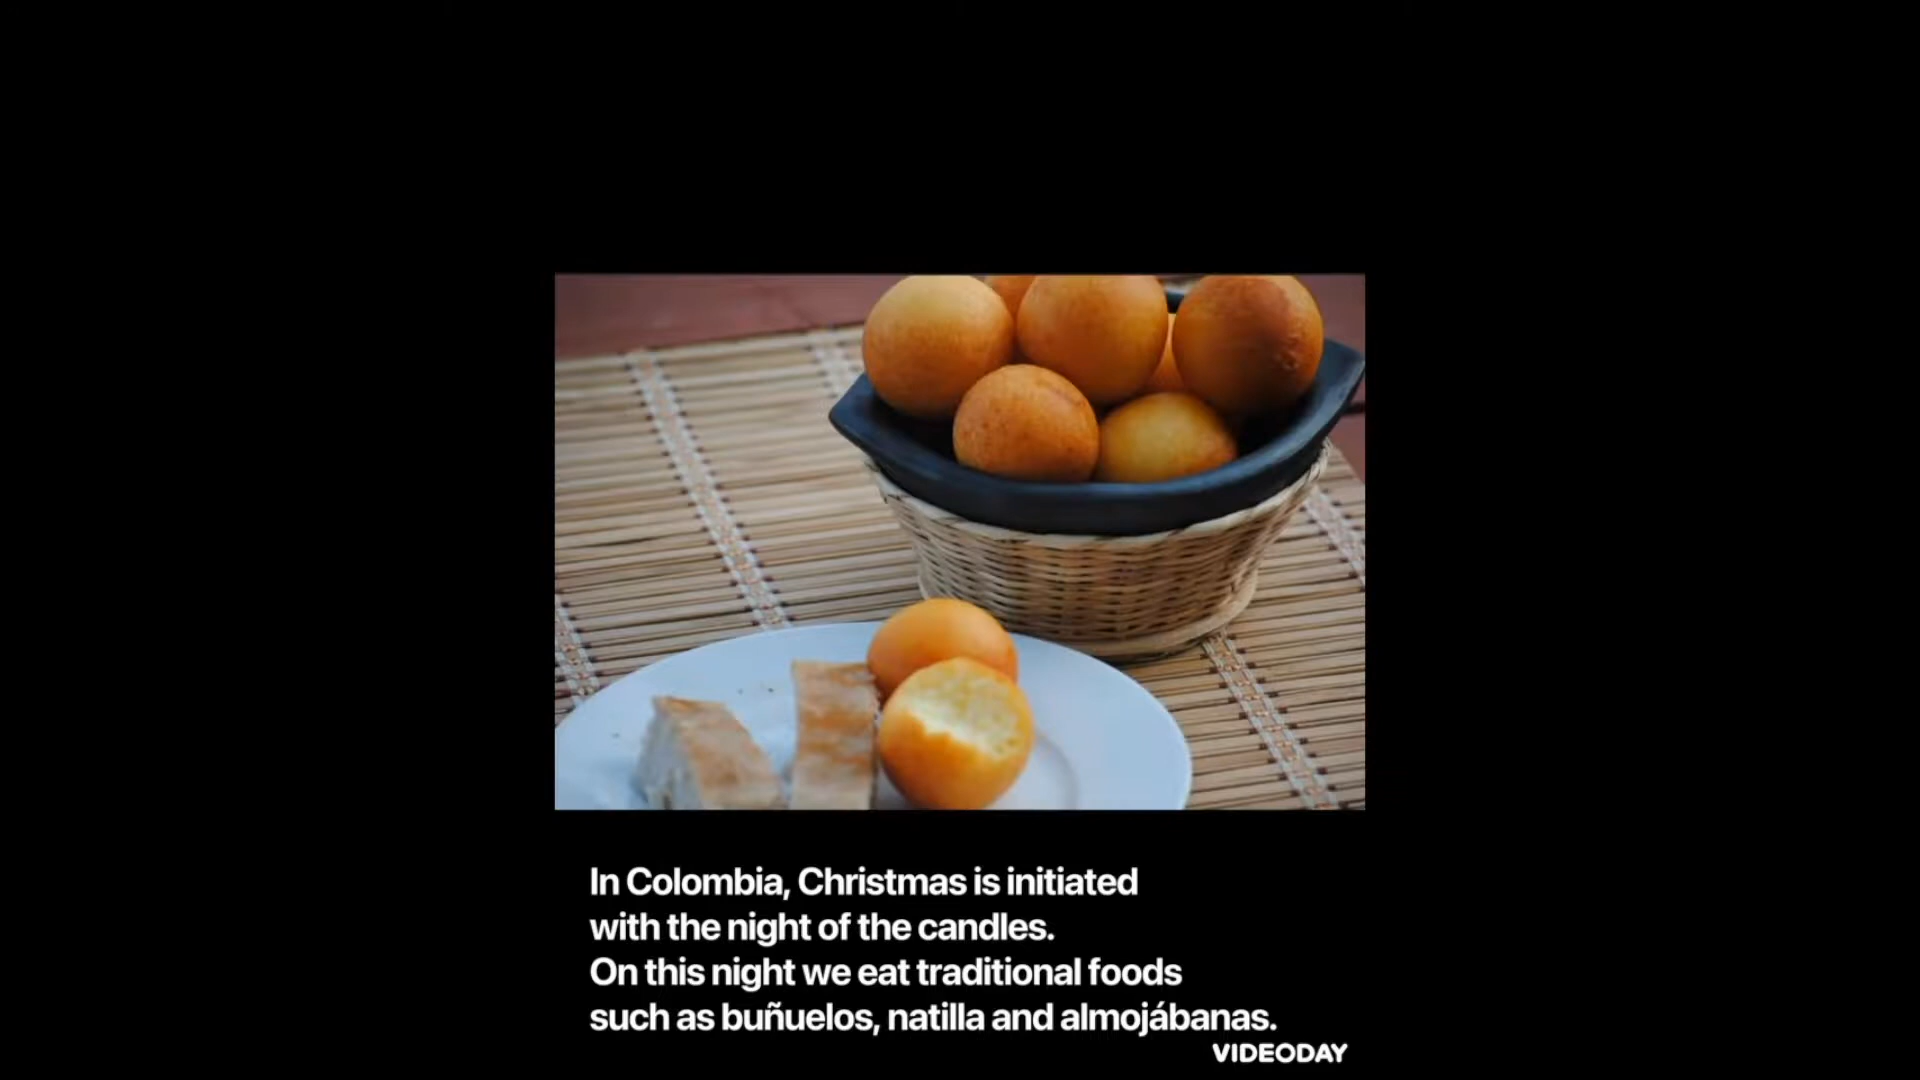 In Colombia, Christmas is initiated
with the night of the candles.
On this night we eat traditional foods
such as buñuelos, natilla and almojábanas.
VIDEODAY